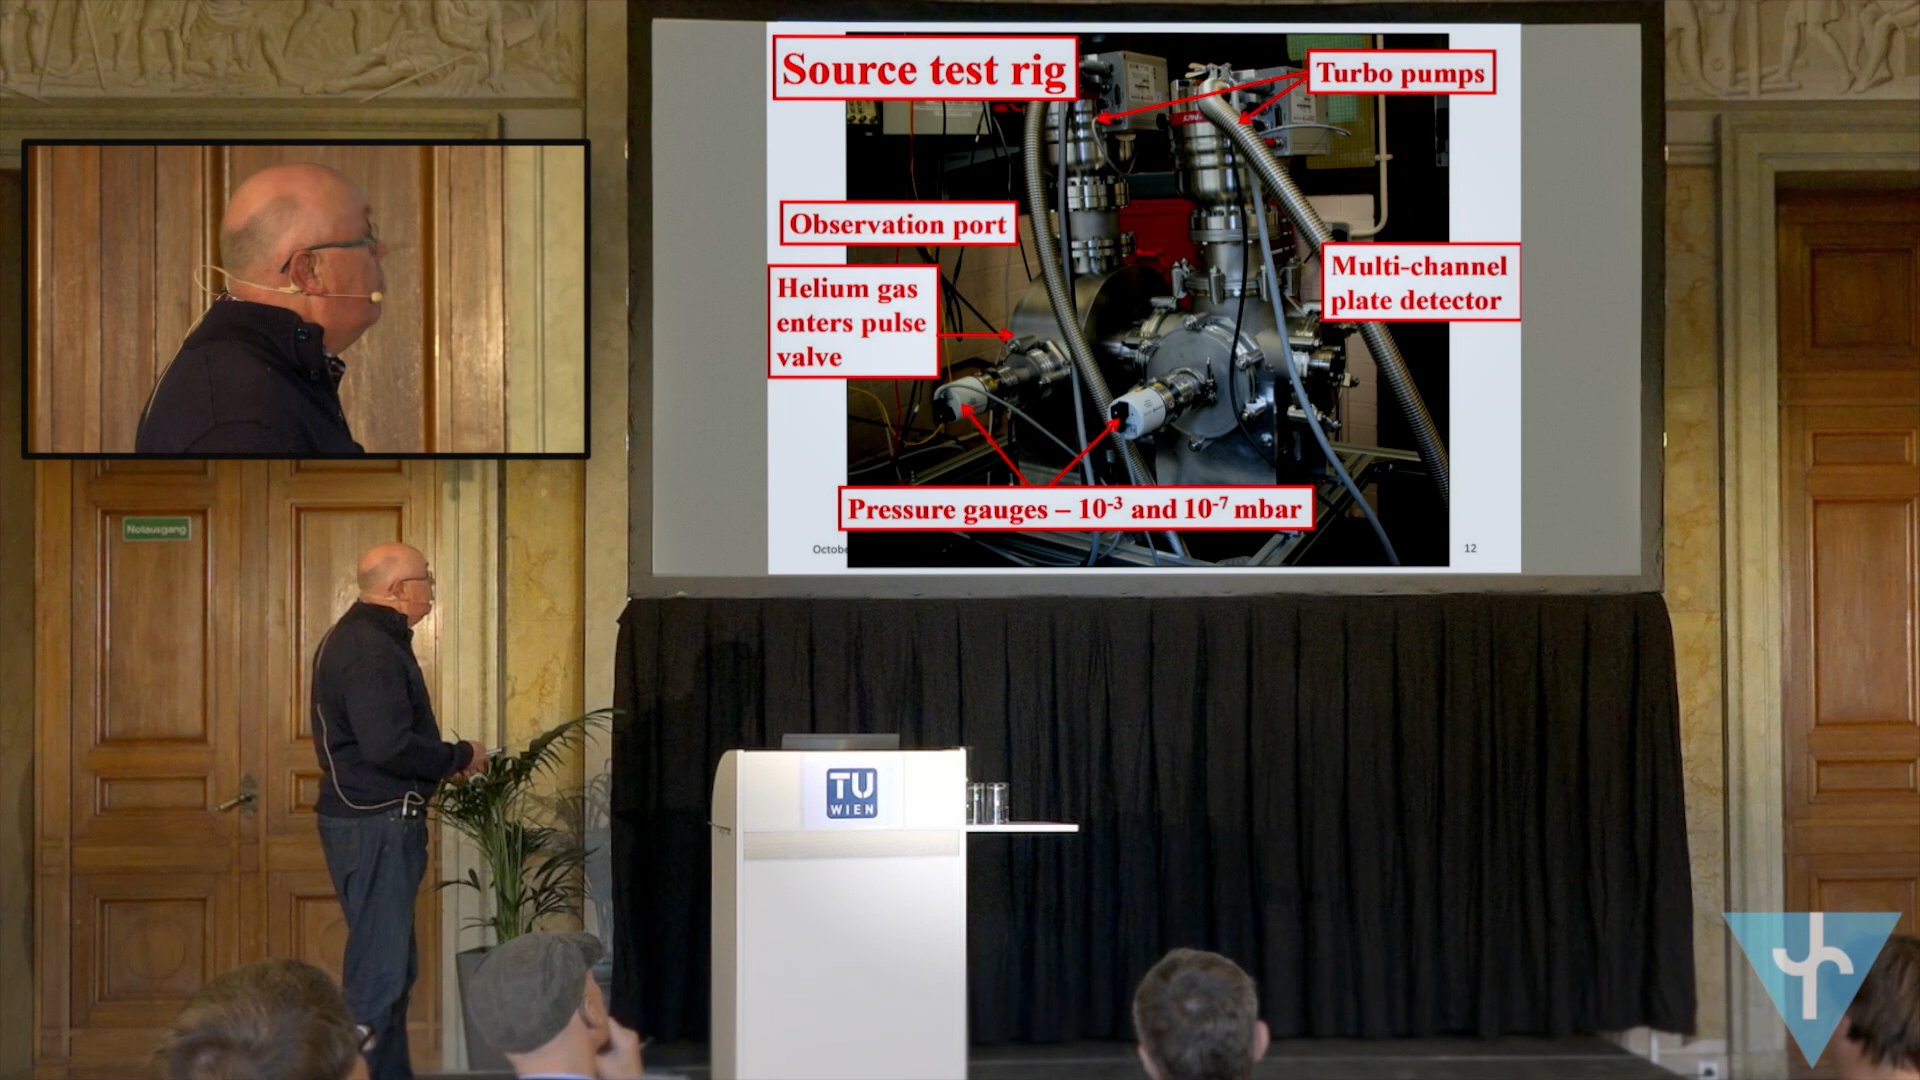 Source test rig
Turbo pumps
Observation port
Helium gas
enters pulse
valve
Multi-channel
plate detector
Pressure gauges – 10⁻³ and 10⁻⁷ mbar
12
Notausgang
TU
WIEN